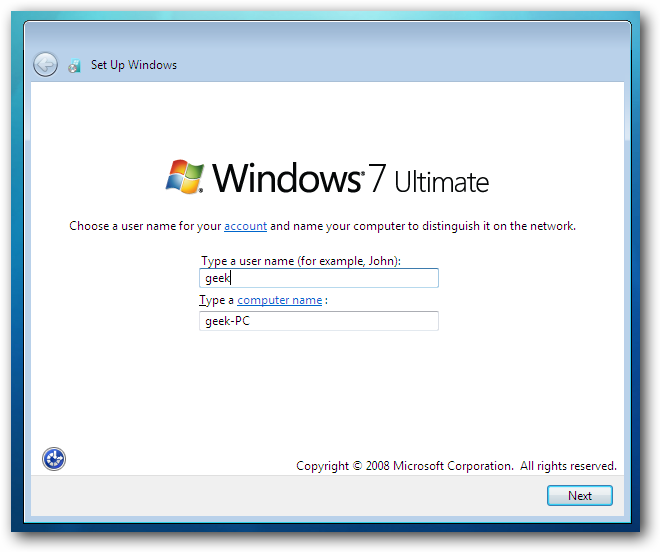 Set Up Windows
Windows® 7 Ultimate
Choose a user name for your account and name your computer to distinguish it on the network.
Type a user name (for example, John):
geek
Type a computer name :
geek-PC
Copyright © 2008 Microsoft Corporation. All rights reserved.
Next